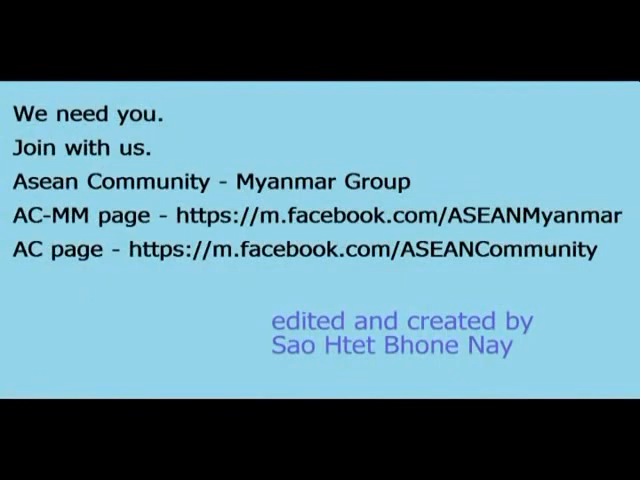 We need you.
Join with us.
Asean Community - Myanmar Group
AC-MM page - https://m.facebook.com/ASEANMyanmar
AC page - https://m.facebook.com/ASEANCommunity
edited and created by
Sao Htet Bhone Nay